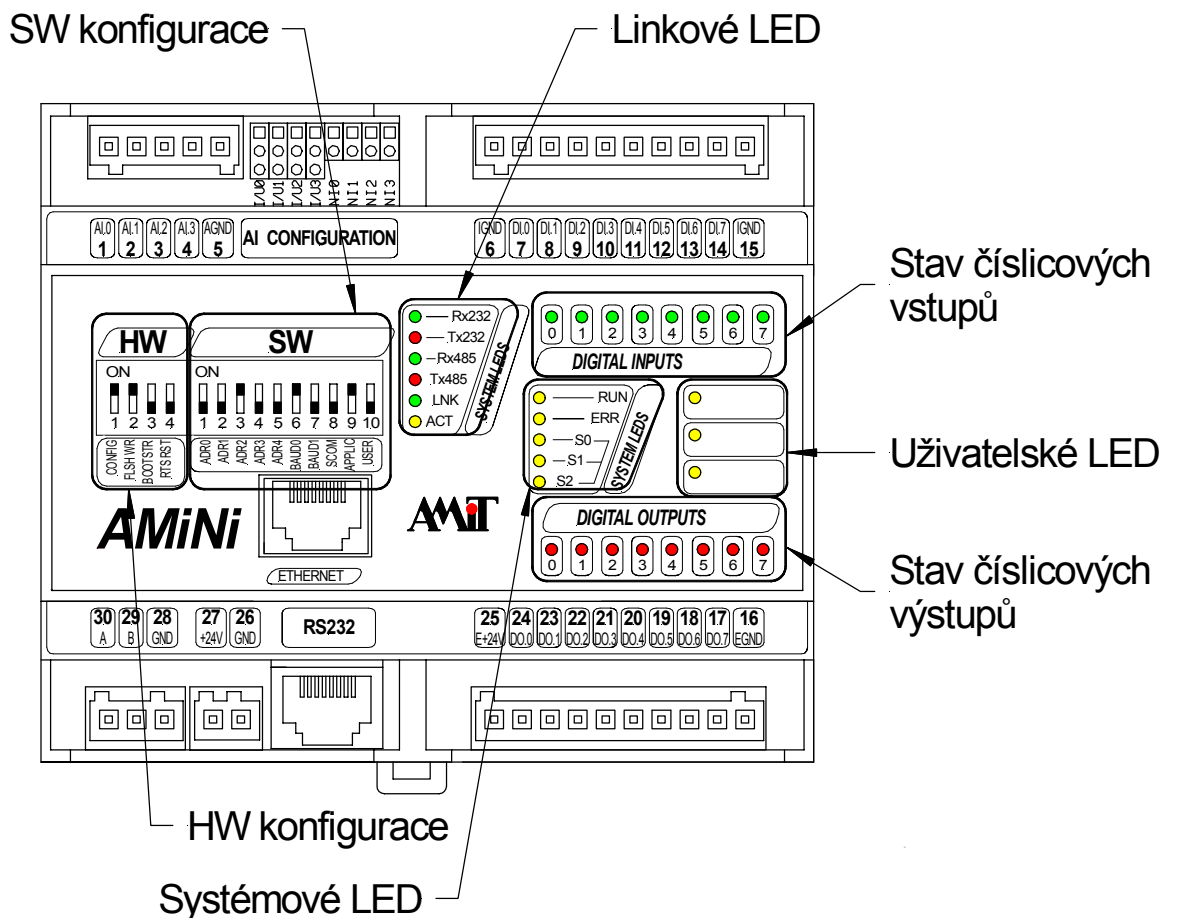 SW konfigurace
Linkové LED
I/U0 I/U1 I/U2 I/U3 NI0 NI1 NI2 NI3
AI.0 AI.1 AI.2 AI.3 AGND
1 2 3 4 5
AI CONFIGURATION
IGND DI.0 DI.1 DI.2 DI.3 DI.4 DI.5 DI.6 DI.7 IGND
6 7 8 9 10 11 12 13 14 15
Stav číslicových
vstupů
HW
ON
1 2 3 4
CONFIG FLSH WR BOOTSTR RTS RST
SW
ON
1 2 3 4 5 6 7 8 9 10
ADR0 ADR1 ADR2 ADR3 ADR4 BAUD0 BAUD1 SCOM APPLIC USER
Rx232
Tx232
Rx485
Tx485
LNK
ACT
SYSTEM LEDS
0 1 2 3 4 5 6 7
DIGITAL INPUTS
RUN
ERR
S0
S1
S2
SYSTEM LEDS
Uživatelské LED
AMiNi
AMiT
ETHERNET
DIGITAL OUTPUTS
0 1 2 3 4 5 6 7
Stav číslicových
výstupů
30 29 28 27 26
A B GND +24V GND
RS232
25 24 23 22 21 20 19 18 17 16
E+24V DO.0 DO.1 DO.2 DO.3 DO.4 DO.5 DO.6 DO.7 EGND
HW konfigurace
Systémové LED